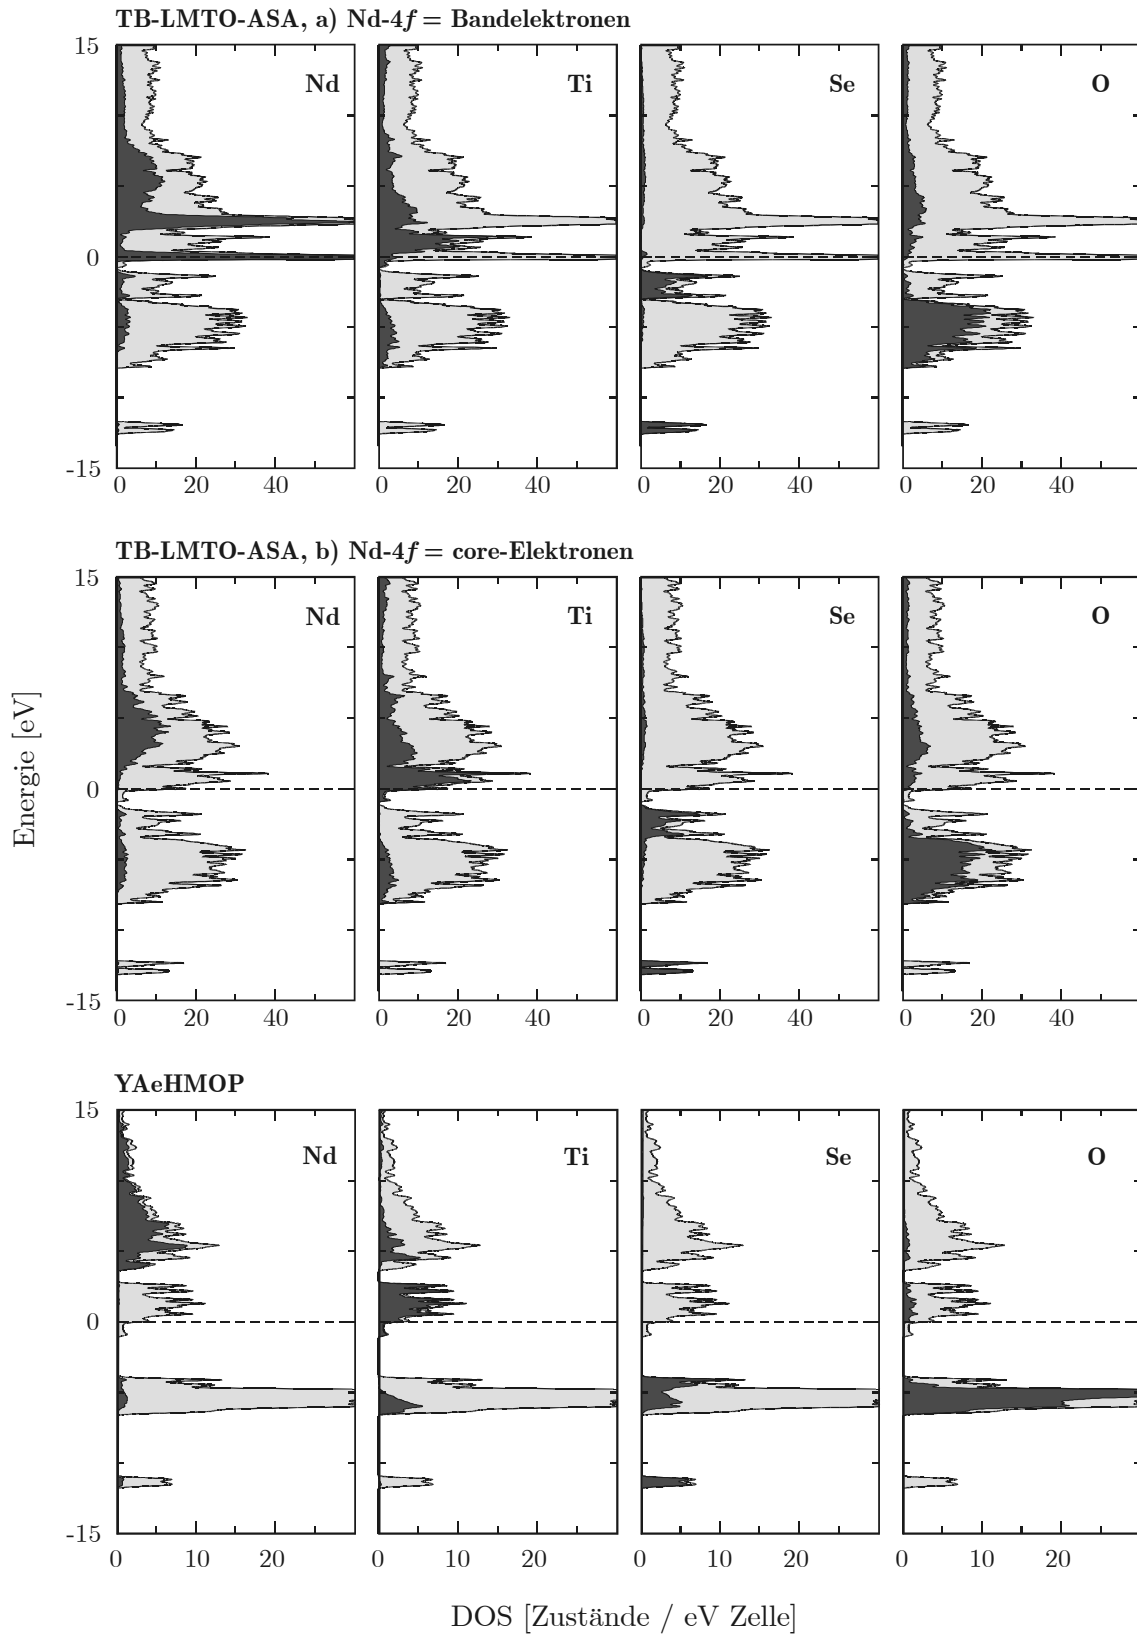 TB-LMTO-ASA, a) Nd-4f = Bandelektronen
15
Nd
Ti
Se
O
0
-15
0 20 40
0 20 40
0 20 40
0 20 40
TB-LMTO-ASA, b) Nd-4f = core-Elektronen
15
Nd
Ti
Se
O
Energie [eV]
0
-15
0 20 40
0 20 40
0 20 40
0 20 40
YAeHMOP
15
Nd
Ti
Se
O
0
-15
0 10 20
0 10 20
0 10 20
0 10 20
DOS [Zustände / eV Zelle]